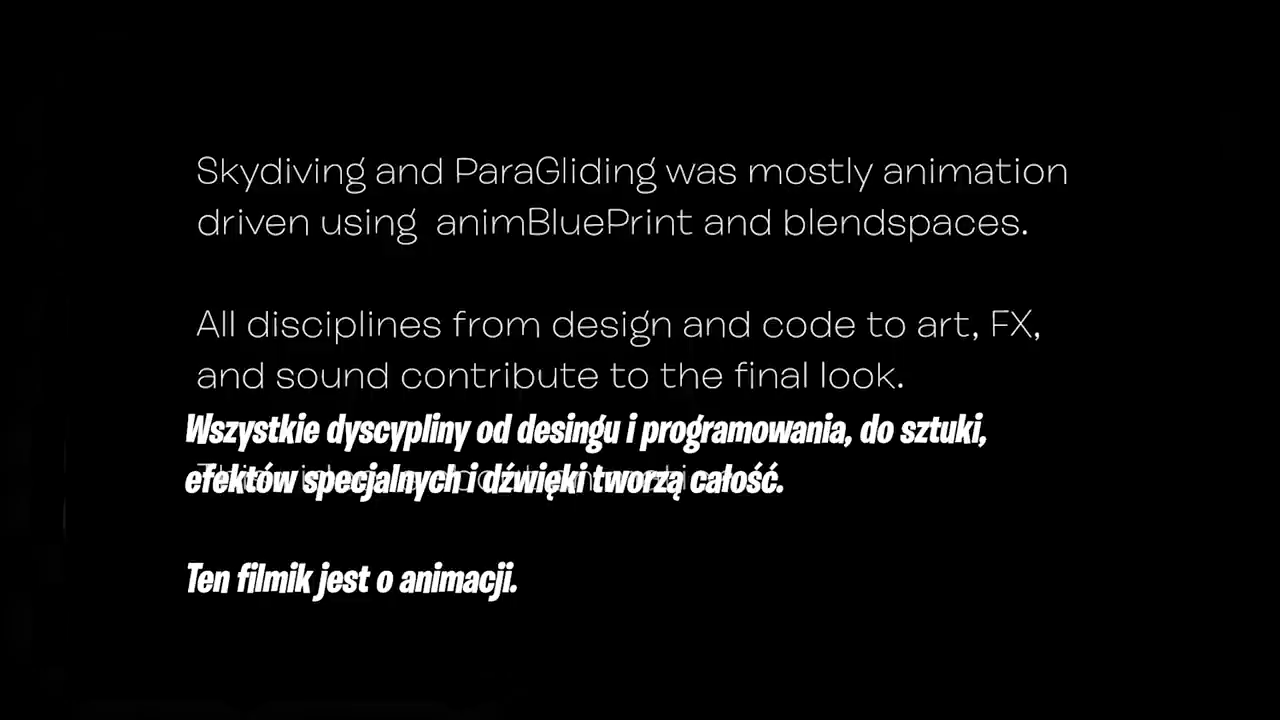 Skydiving and ParaGliding was mostly animation
driven using animBluePrint and blendspaces.
All disciplines from design and code to art, FX,
and sound contribute to the final look.
Wszystkie dyscypliny od desingu i programowania, do sztuki,
efektów specjalnych i dźwięki tworzą całość.
Ten filmik jest o animacji.